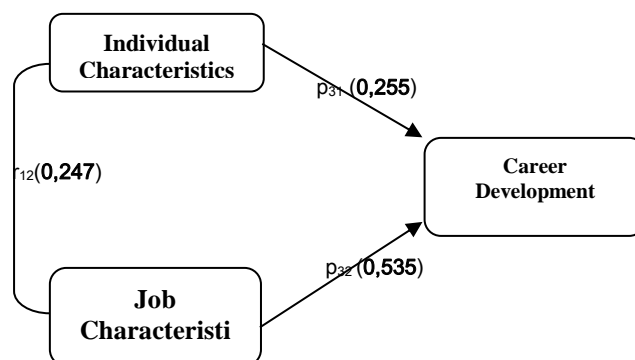 Individual
Characteristics
p₃₁ (0,255)
Career
Development
r₁₂(0,247)
p₃₂ (0,535)
Job
Characteristi